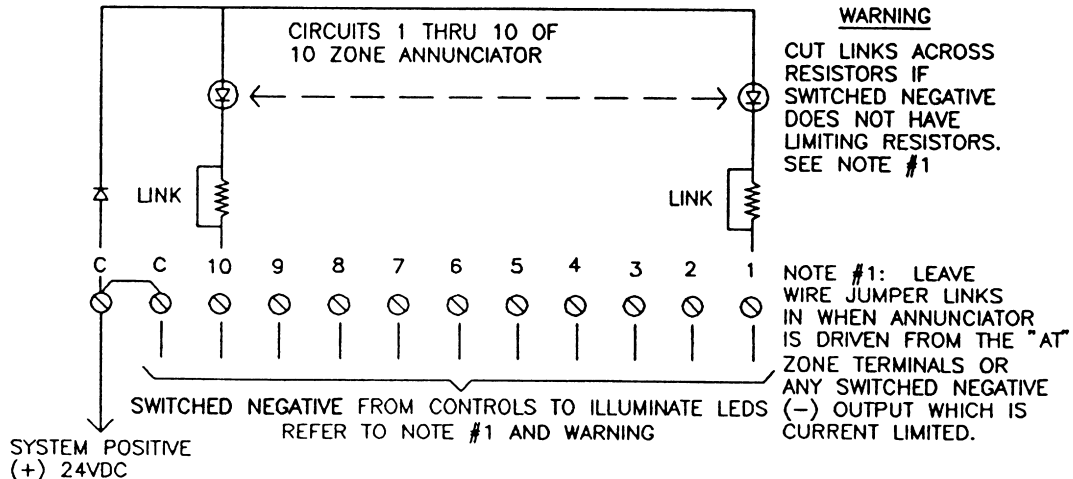 CIRCUITS 1 THRU 10 OF
10 ZONE ANNUNCIATOR
WARNING
CUT LINKS ACROSS
RESISTORS IF
SWITCHED NEGATIVE
DOES NOT HAVE
LIMITING RESISTORS.
SEE NOTE #1
LINK
LINK
C C 10 9 8 7 6 5 4 3 2 1
NOTE #1: LEAVE
WIRE JUMPER LINKS
IN WHEN ANNUNCIATOR
IS DRIVEN FROM THE "AT"
ZONE TERMINALS OR
ANY SWITCHED NEGATIVE
(-) OUTPUT WHICH IS
CURRENT LIMITED.
SWITCHED NEGATIVE FROM CONTROLS TO ILLUMINATE LEDS
REFER TO NOTE #1 AND WARNING
SYSTEM POSITIVE
(+) 24VDC